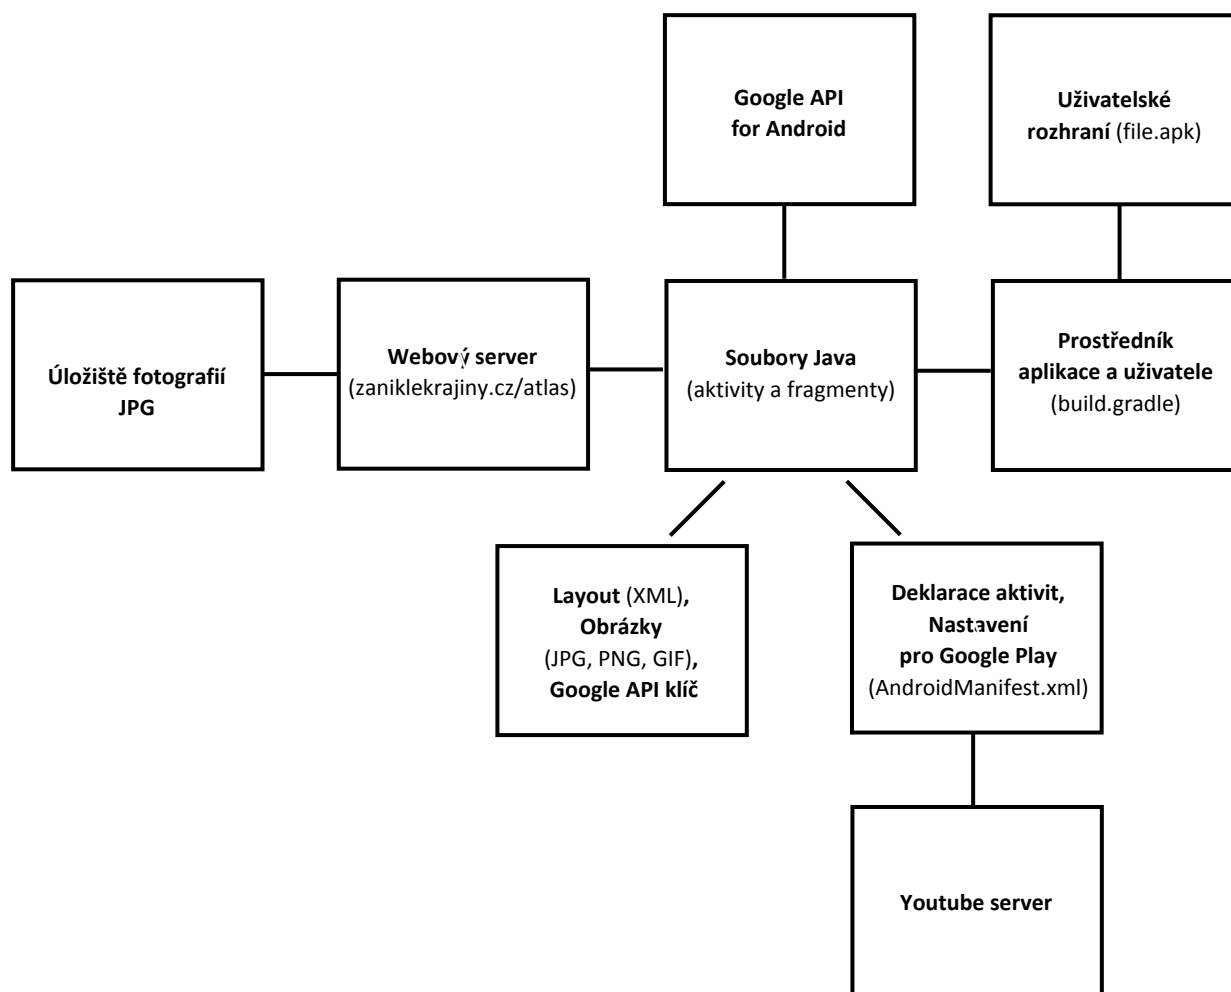 Google API
for Android
Uživatelské
rozhraní (file.apk)
Úložiště fotografií
JPG
Webový server
(zaniklekrajiny.cz/atlas)
Soubory Java
(aktivity a fragmenty)
Prostředník
aplikace a uživatele
(build.gradle)
Layout (XML),
Obrázky
(JPG, PNG, GIF),
Google API klíč
Deklarace aktivit,
Nastavení
pro Google Play
(AndroidManifest.xml)
Youtube server